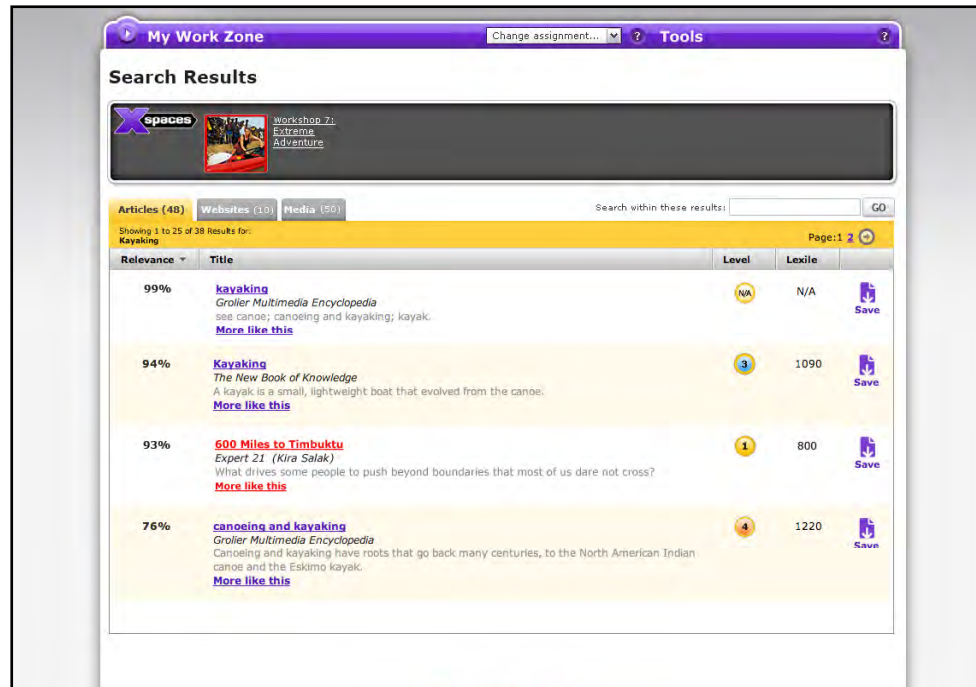 My Work Zone Change assignment... ? Tools ?
Search Results
Xspaces
Workshop 7:
Extreme
Adventure
Articles (48) Websites (10) Media (50) Search within these results: GO
Showing 1 to 25 of 38 Results for:
Kayaking
Page:1 2
Relevance Title Level Lexile
99% kayaking N/A N/A
Grolier Multimedia Encyclopedia
see canoe; canoeing and kayaking; kayak.
Save
More like this
94% Kayaking 3 1090
The New Book of Knowledge
A kayak is a small, lightweight boat that evolved from the canoe.
Save
More like this
93% 600 Miles to Timbuktu 1 800
Expert 21 (Kira Salak)
What drives some people to push beyond boundaries that most of us dare not cross?
Save
More like this
76% canoeing and kayaking 4 1220
Grolier Multimedia Encyclopedia
Canoeing and kayaking have roots that go back many centuries, to the North American Indian
Save
canoe and the Eskimo kayak.
More like this